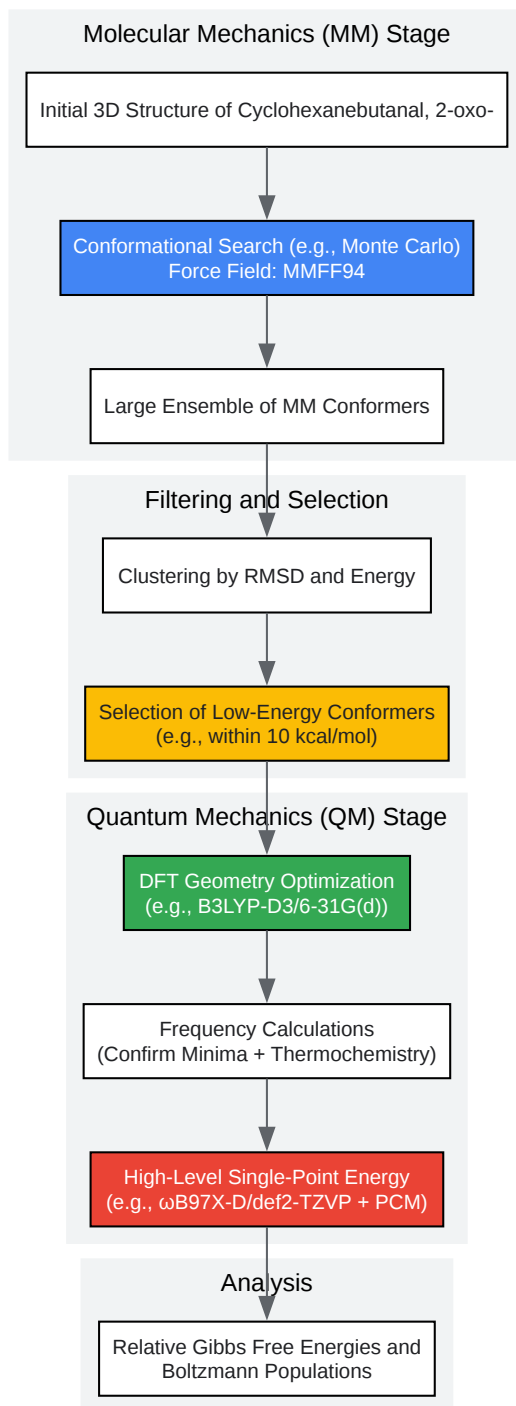 Molecular Mechanics (MM) Stage
Initial 3D Structure of Cyclohexanebutanal, 2-oxo-
Conformational Search (e.g., Monte Carlo)
Force Field: MMFF94
Large Ensemble of MM Conformers
Filtering and Selection
Clustering by RMSD and Energy
Selection of Low-Energy Conformers
(e.g., within 10 kcal/mol)
Quantum Mechanics (QM) Stage
DFT Geometry Optimization
(e.g., B3LYP-D3/6-31G(d))
Frequency Calculations
(Confirm Minima + Thermochemistry)
High-Level Single-Point Energy
(e.g., ωB97X-D/def2-TZVP + PCM)
Analysis
Relative Gibbs Free Energies and
Boltzmann Populations